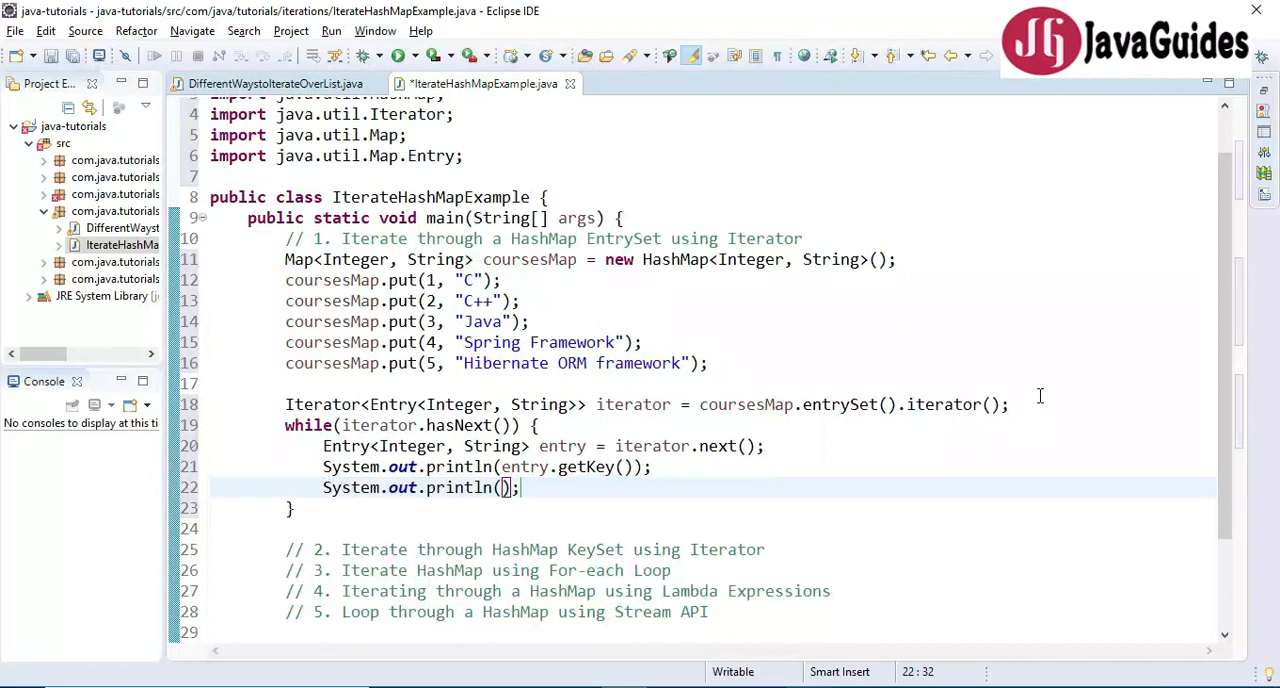 java-tutorials - java-tutorials/src/com/java/tutorials/iterations/IterateHashMapExample.java - Eclipse IDE
JG JavaGuides
File Edit Source Refactor Navigate Search Project Run Window Help
Project E...
DifferentWaystoIterateOverList.java
*IterateHashMapExample.java
java-tutorials
src
com.java.tutorials
com.java.tutorials
com.java.tutorials
com.java.tutorials
DifferentWayst
IterateHashMa
com.java.tutorials
com.java.tutorials
JRE System Library [j
Console
No consoles to display at this ti
import java.util.HashMap;
4 import java.util.Iterator;
5 import java.util.Map;
6 import java.util.Map.Entry;
7
8 public class IterateHashMapExample {
9 public static void main(String[] args) {
10 // 1. Iterate through a HashMap EntrySet using Iterator
11 Map<Integer, String> coursesMap = new HashMap<Integer, String>();
12 coursesMap.put(1, "C");
13 coursesMap.put(2, "C++");
14 coursesMap.put(3, "Java");
15 coursesMap.put(4, "Spring Framework");
16 coursesMap.put(5, "Hibernate ORM framework");
17
18 Iterator<Entry<Integer, String>> iterator = coursesMap.entrySet().iterator();
19 while(iterator.hasNext()) {
20 Entry<Integer, String> entry = iterator.next();
21 System.out.println(entry.getKey());
22 System.out.println();
23 }
24
25 // 2. Iterate through HashMap KeySet using Iterator
26 // 3. Iterate HashMap using For-each Loop
27 // 4. Iterating through a HashMap using Lambda Expressions
28 // 5. Loop through a HashMap using Stream API
29
Writable Smart Insert 22 : 32